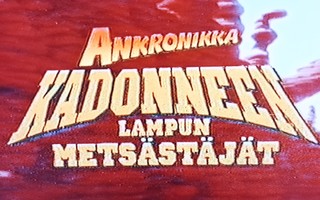 ANKRONIKKA
KADONNEEN
LAMPUN
METSÄSTÄJÄT